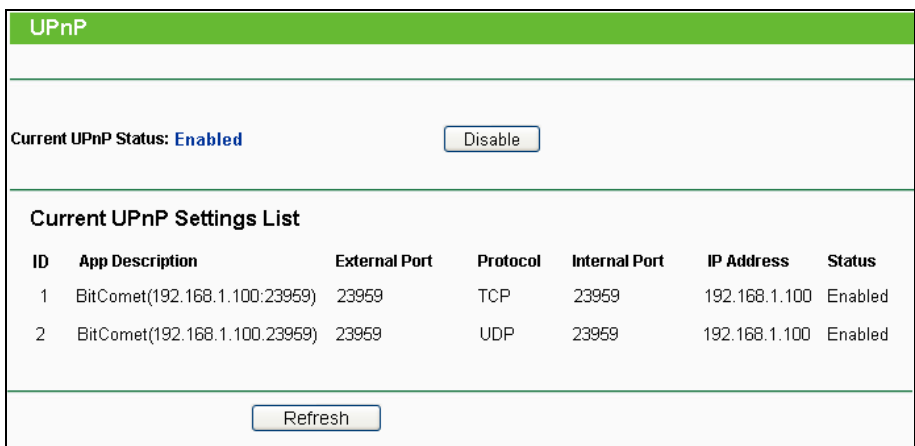 UPnP
Current UPnP Status: Enabled Disable
Current UPnP Settings List
ID App Description External Port Protocol Internal Port IP Address Status
1 BitComet(192.168.1.100:23959) 23959 TCP 23959 192.168.1.100 Enabled
2 BitComet(192.168.1.100.23959) 23959 UDP 23959 192.168.1.100 Enabled
Refresh